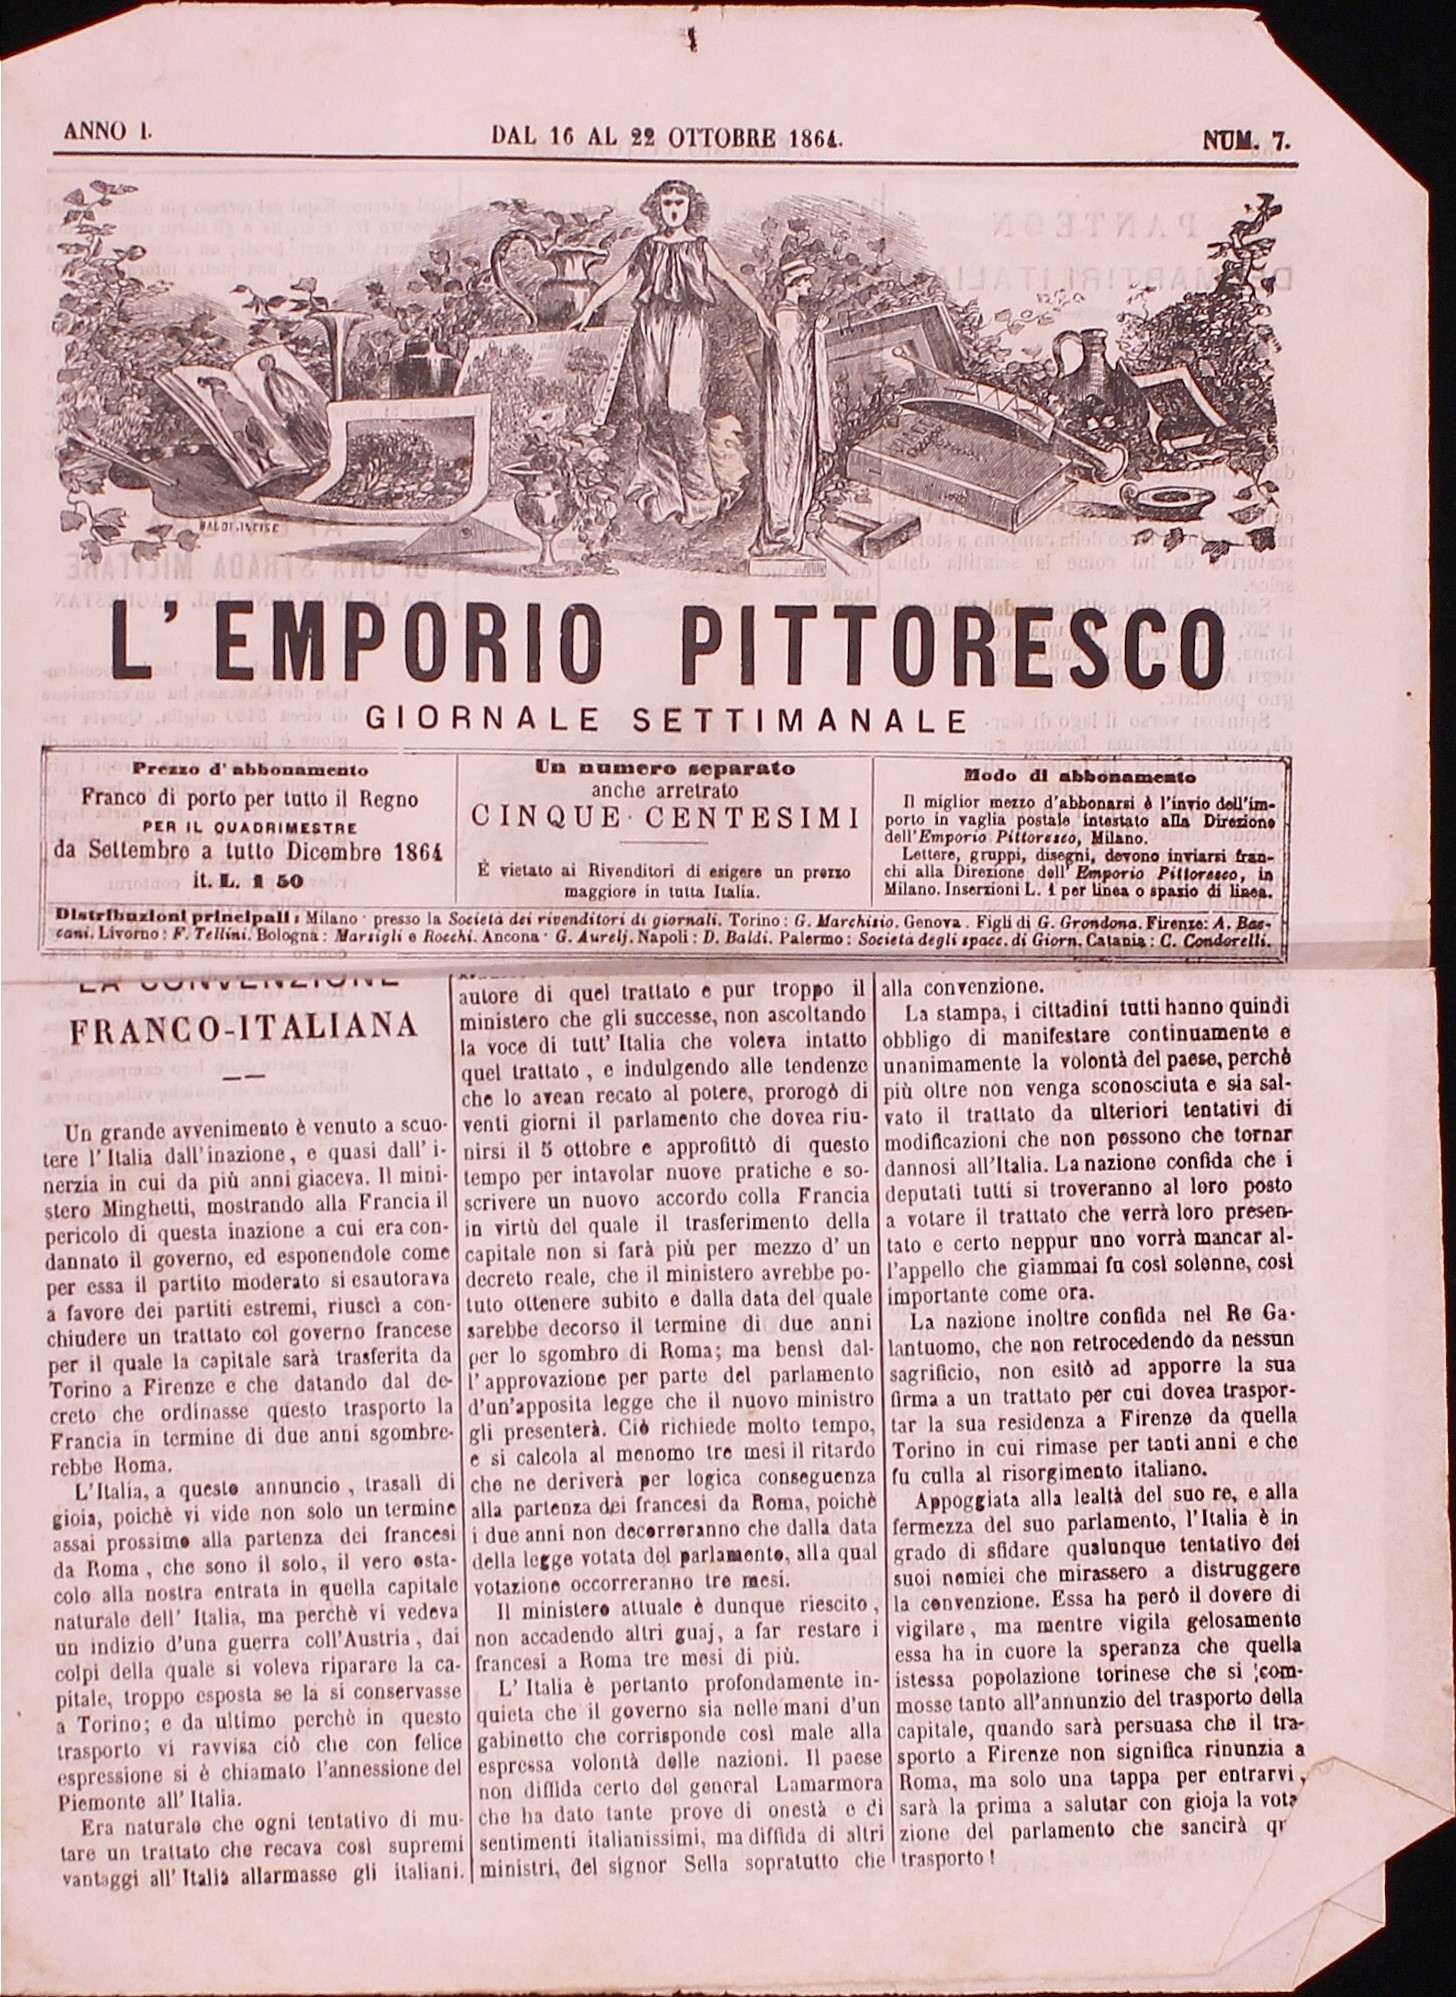 ANNO I.
DAL 16 AL 22 OTTOBRE 1864.
NUM. 7.
BALDI. INCISE
L' EMPORIO PITTORESCO
GIORNALE SETTIMANALE
Prezzo d' abbonamento
Franco di porto per tutto il Regno
PER IL QUADRIMESTRE
da Settembre a tutto Dicembre 1864
it. L. 1 50
Un numero separato
anche arretrato
CINQUE CENTESIMI
È vietato ai Rivenditori di esigere un prezzo
maggiore in tutta Italia.
Modo di abbonamento
Il miglior mezzo d'abbonarsi è l'invio dell'im-
porto in vaglia postale intestato alla Direzione
dell'Emporio Pittoresco, Milano.
Lettere, gruppi, disegni, devono inviarsi fran-
chi alla Direzione dell'Emporio Pittoresco, in
Milano. Inserzioni L. 1 per linea o spazio di linea.
Distribuzioni principali: Milano presso la Società dei rivenditori di giornali. Torino: G. Marchisio. Genova. Figli di G. Grondona. Firenze: A. Bas-
cani. Livorno: F. Tellini. Bologna: Marsigli e Rocchi. Ancona G. Aurelj. Napoli: D. Baldi. Palermo: Società degli spacc. di Giorn. Catania: C. Condorelli.
LA CONVENZIONE
FRANCO-ITALIANA
Un grande avvenimento è venuto a scuo-
tere l'Italia dall'inazione, e quasi dall' i-
nerzia in cui da più anni giaceva. Il mini-
stero Minghetti, mostrando alla Francia il
pericolo di questa inazione a cui era con-
dannato il governo, ed esponendole come
per essa il partito moderato si esautorava
a favore dei partiti estremi, riuscì a con-
chiudere un trattato col governo francese
per il quale la capitale sarà trasferita da
Torino a Firenze e che datando dal de-
creto che ordinasse questo trasporto la
Francia in termine di due anni sgombre-
rebbe Roma.
L'Italia, a questo annuncio, trasalì di
gioia, poichè vi vide non solo un termine
assai prossimo alla partenza dei francesi
da Roma, che sono il solo, il vero osta-
colo alla nostra entrata in quella capitale
naturale dell' Italia, ma perchè vi vedeva
un indizio d'una guerra coll'Austria, dai
colpi della quale si voleva riparare la ca-
pitale, troppo esposta se la si conservasse
a Torino; e da ultimo perchè in questo
trasporto vi ravvisa ciò che con felice
espressione si è chiamato l'annessione del
Piemonte all' Italia.
Era naturale che ogni tentativo di mu-
tare un trattato che recava così supremi
vantaggi all' Italia allarmasse gli italiani.
autore di quel trattato e pur troppo il
ministero che gli successe, non ascoltando
la voce di tutt' Italia che voleva intatto
quel trattato, e indulgendo alle tendenze
che lo avean recato al potere, prorogò di
venti giorni il parlamento che dovea riu-
nirsi il 5 ottobre e approfittò di questo
tempo per intavolar nuove pratiche e so-
scrivere un nuovo accordo colla Francia
in virtù del quale il trasferimento della
capitale non si farà più per mezzo d' un
decreto reale, che il ministero avrebbe po-
tuto ottenere subito e dalla data del quale
sarebbe decorso il termine di due anni
per lo sgombro di Roma; ma bensì dal-
l'approvazione per parte del parlamento
d'un'apposita legge che il nuovo ministro
gli presenterà. Ciò richiede molto tempo,
e si calcola al menomo tre mesi il ritardo
che ne deriverà per logica conseguenza
alla partenza dei francesi da Roma, poichè
i due anni non decorreranno che dalla data
della legge votata del parlamento, alla qual
votazione occorreranno tre mesi.
Il ministero attuale è dunque riescito,
non accadendo altri guaj, a far restare i
francesi a Roma tre mesi di più.
L' Italia è pertanto profondamente in-
quieta che il governo sia nelle mani d'un
gabinetto che corrisponde così male alla
espressa volontà delle nazioni. Il paese
non diffida certo del general Lamarmora
che ha dato tante prove di onestà e di
sentimenti italianissimi, ma diffida di altri
ministri, del signor Sella sopratutto che
alla convenzione.
La stampa, i cittadini tutti hanno quindi
obbligo di manifestare continuamente e
unanimamente la volontà del paese, perchè
più oltre non venga sconosciuta e sia sal-
vato il trattato da ulteriori tentativi di
modificazioni che non possono che tornar
dannosi all'Italia. La nazione confida che i
deputati tutti si troveranno al loro posto
a votare il trattato che verrà loro presen-
tato e certo neppur uno vorrà mancar al-
l'appello che giammai fu così solenne, così
importante come ora.
La nazione inoltre confida nel Re Ga-
lantuomo, che non retrocedendo da nessun
sagrificio, non esitò ad apporre la sua
firma a un trattato per cui dovea traspor-
tar la sua residenza a Firenze da quella
Torino in cui rimase per tanti anni e che
fu culla al risorgimento italiano.
Appoggiata alla lealtà del suo re, e alla
fermezza del suo parlamento, l'Italia è in
grado di sfidare qualunque tentativo dei
suoi nemici che mirassero a distruggere
la convenzione. Essa ha però il dovere di
vigilare, ma mentre vigila gelosamente
essa ha in cuore la speranza che quella
istessa popolazione torinese che si com-
mosse tanto all'annunzio del trasporto della
capitale, quando sarà persuasa che il tra-
sporto a Firenze non significa rinunzia a
Roma, ma solo una tappa per entrarvi,
sarà la prima a salutar con gioja la vota
zione del parlamento che sancirà
trasporto!